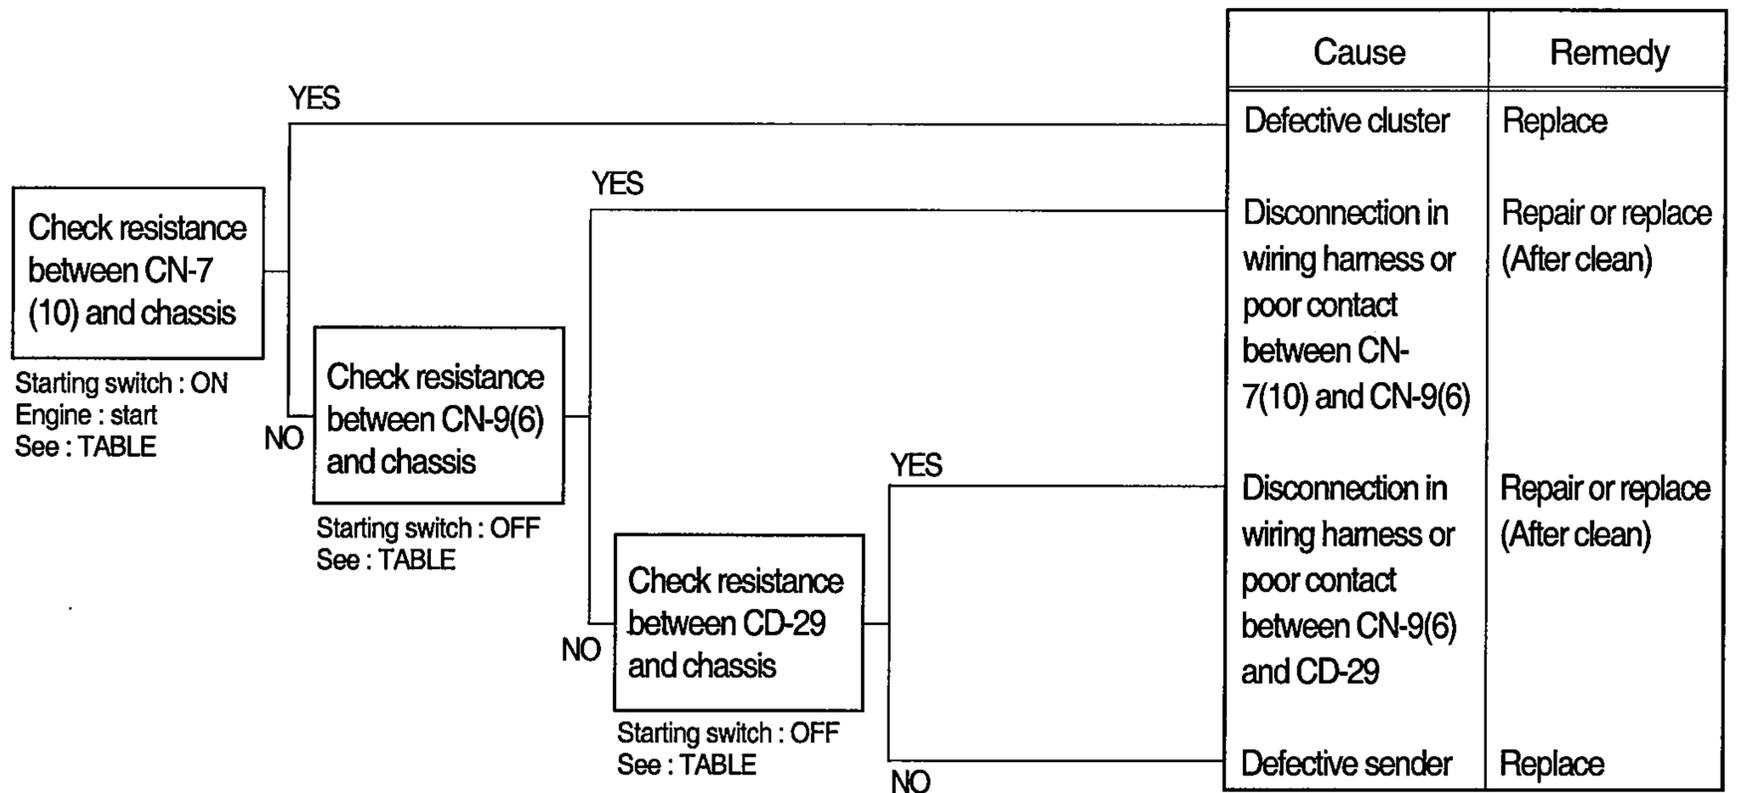 Cause
Remedy
YES
Defective cluster
Replace
YES
Check resistance
between CN-7
(10) and chassis
Disconnection in
wiring harness or
poor contact
between CN-
7(10) and CN-9(6)
Repair or replace
(After clean)
Starting switch : ON
Engine : start
See : TABLE
NO
Check resistance
between CN-9(6)
and chassis
Starting switch : OFF
See : TABLE
YES
Disconnection in
wiring harness or
poor contact
between CN-9(6)
and CD-29
Repair or replace
(After clean)
NO
Check resistance
between CD-29
and chassis
Starting switch : OFF
See : TABLE
NO
Defective sender
Replace